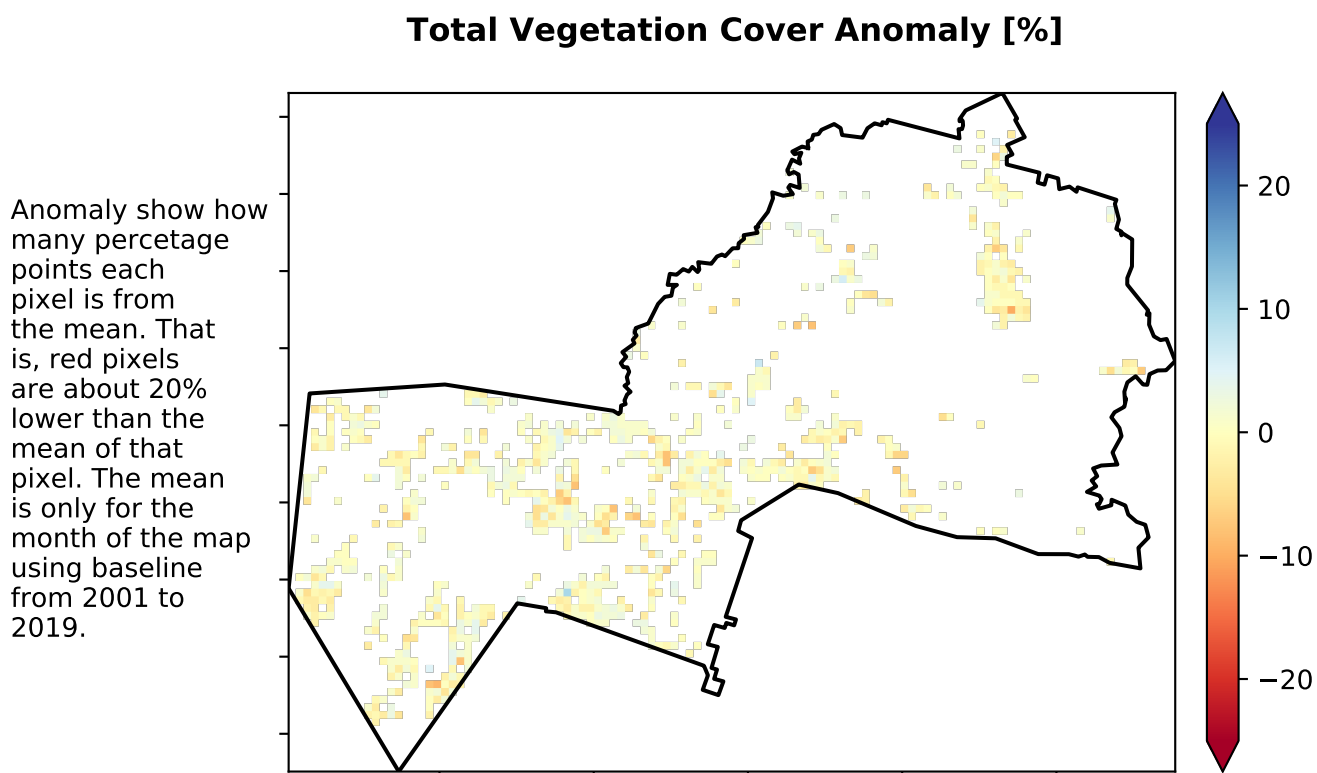 Total Vegetation Cover Anomaly [%]
Anomaly show how
many percetage
points each
pixel is from
the mean. That
is, red pixels
are about 20%
lower than the
mean of that
pixel. The mean
is only for the
month of the map
using baseline
from 2001 to
2019.
20
10
0
−10
−20